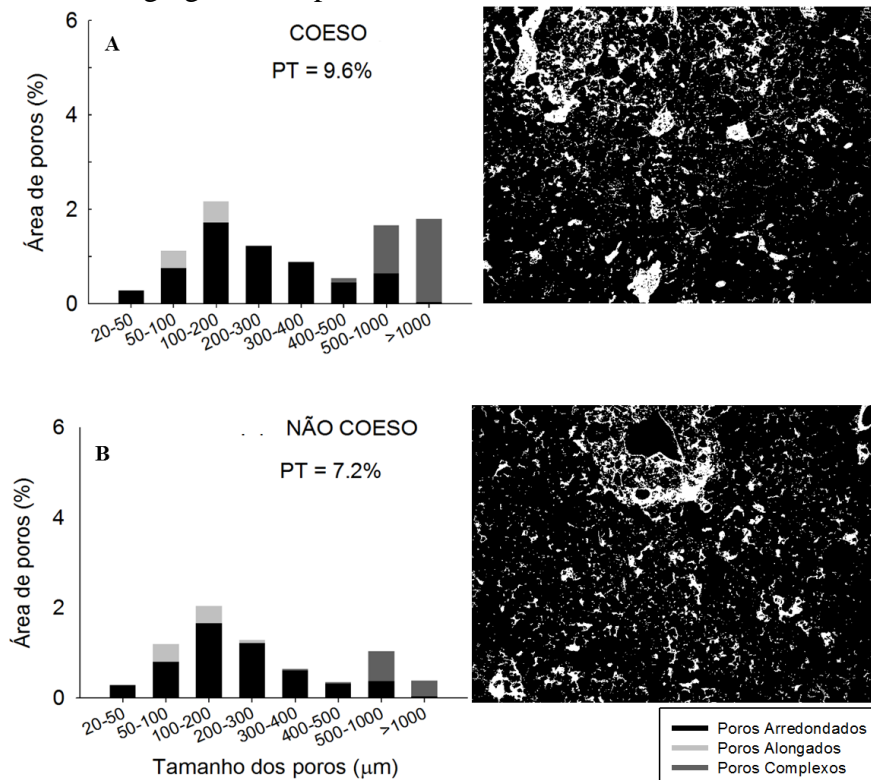 6
A
COESO
PT = 9.6%
4
2
0
Área de poros (%)
20-50
50-100
100-200
200-300
300-400
400-500
500-1000
>1000
6
B
NÃO COESO
PT = 7.2%
4
2
0
Área de poros (%)
20-50
50-100
100-200
200-300
300-400
400-500
500-1000
>1000
Tamanho dos poros (μm)
Poros Arredondados
Poros Alongados
Poros Complexos